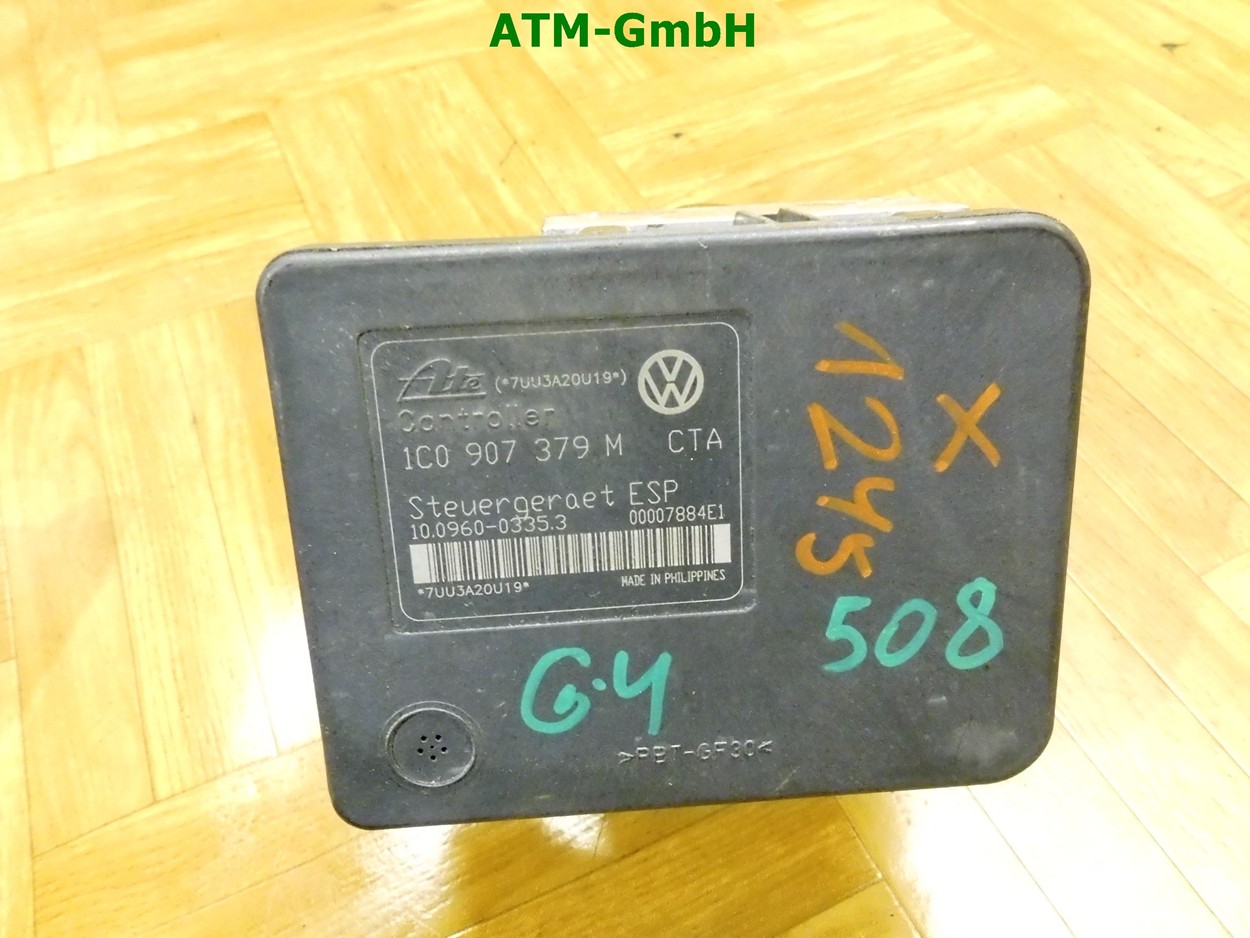 ATM-GmbH
Ate (*7UU3A20U19*)
Controller
1C0 907 379 M CTA
Steuergeraet ESP
10.0960-0335.3 00007884E1
*7UU3A20U19* MADE IN PHILIPPINES
1245
X
508
G.4
>PBT-GF30<